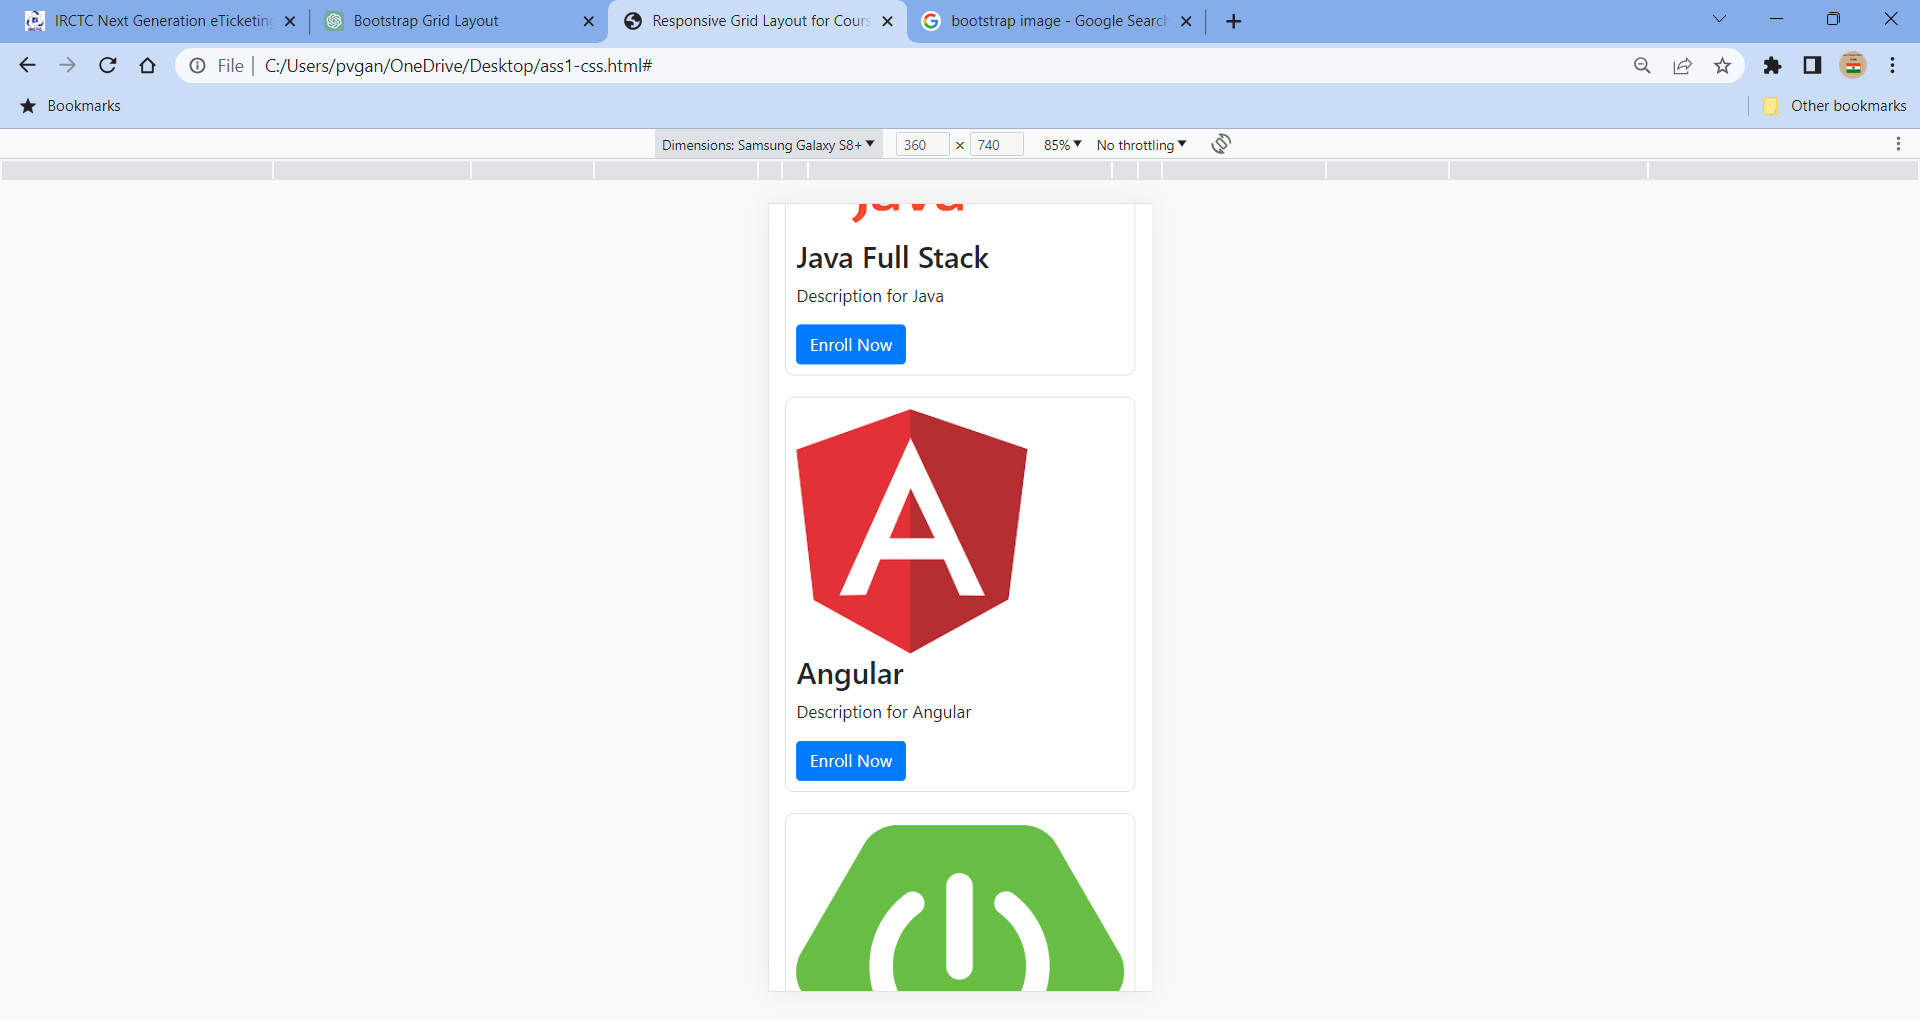 IRCTC Next Generation eTicketing
Bootstrap Grid Layout
Responsive Grid Layout for Cours
bootstrap image - Google Search
File
C:/Users/pvgan/OneDrive/Desktop/ass1-css.html#
Bookmarks
Other bookmarks
Dimensions: Samsung Galaxy S8+
360 × 740
85%
No throttling
Java
Java Full Stack
Description for Java
Enroll Now
A
Angular
Description for Angular
Enroll Now